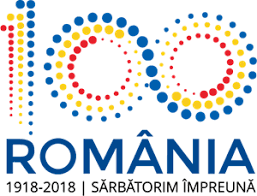 100
ROMÂNIA
1918-2018 | SĂRBĂTORIM ÎMPREUNĂ